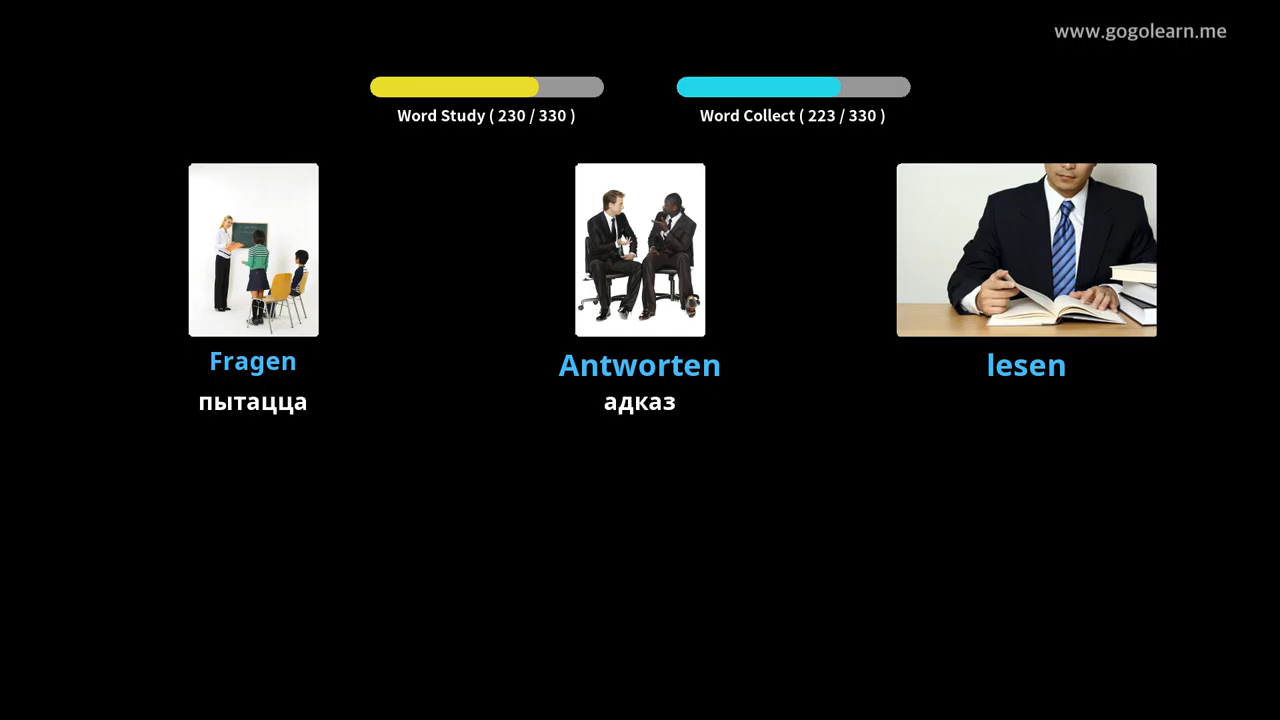 www.gogolearn.me
Word Study ( 230 / 330 )
Word Collect ( 223 / 330 )
Fragen
Antworten
lesen
пытацца
адказ